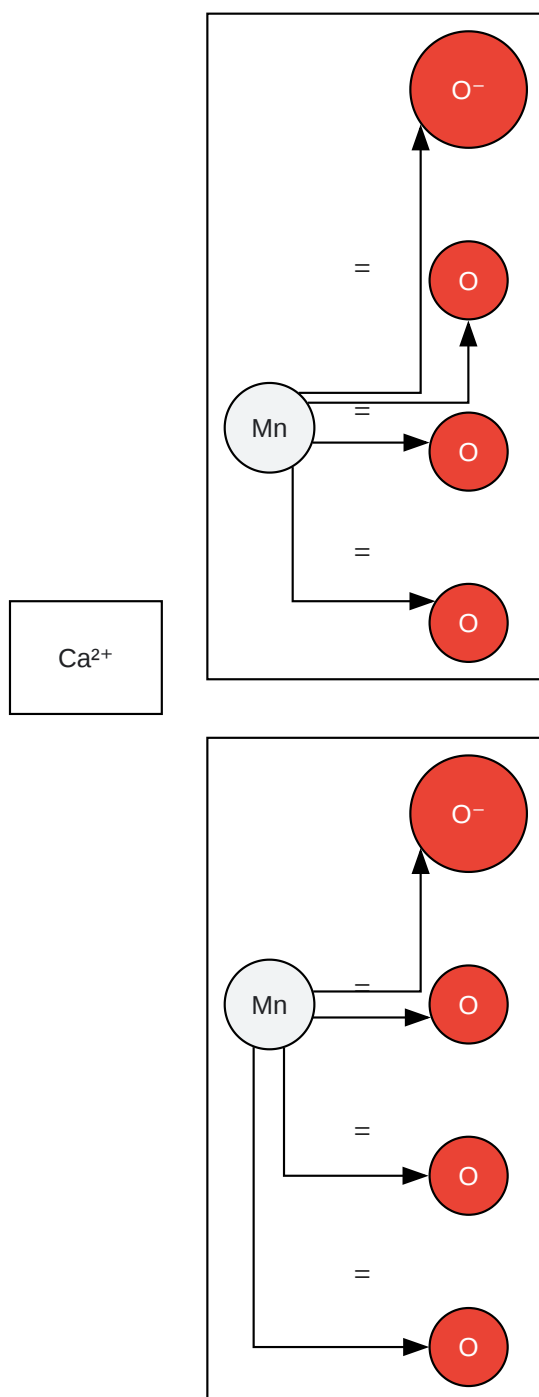 O⁻
=
O
Mn
=
O
=
O
Ca²⁺
O⁻
=
Mn
O
=
O
=
O